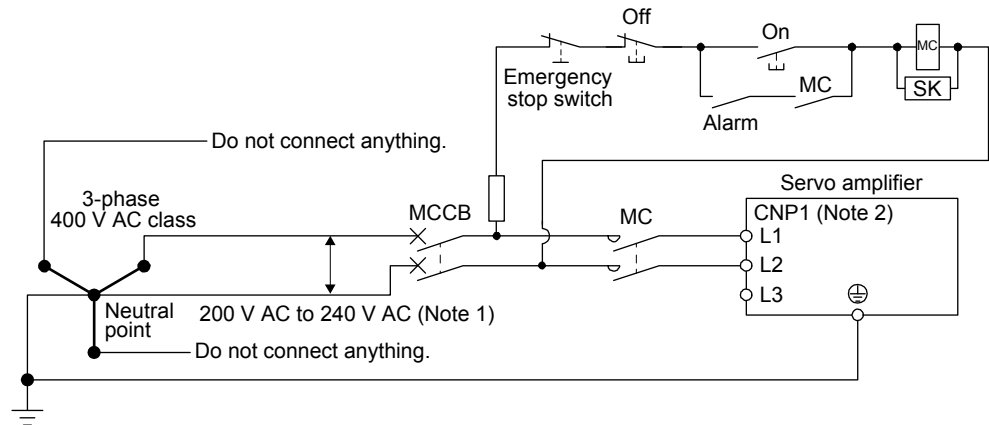 Off
On
MC
Emergency
stop switch
MC
SK
Alarm
Do not connect anything.
3-phase
400 V AC class
Servo amplifier
MCCB
MC
CNP1 (Note 2)
L1
L2
L3
Neutral
point
200 V AC to 240 V AC (Note 1)
Do not connect anything.